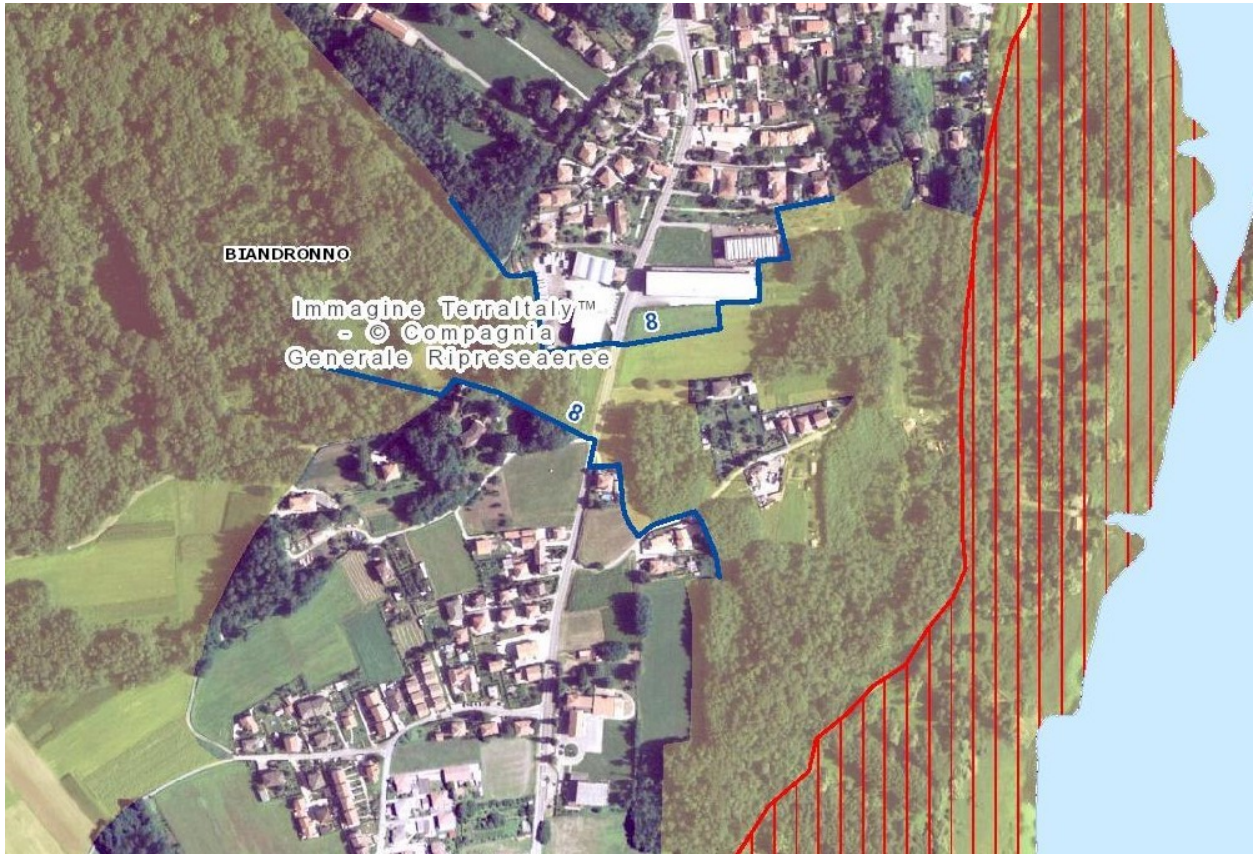 BIANDRONNO
Immagine TerraItaly™
- © Compagnia
Generale Ripreseaeree
8
8